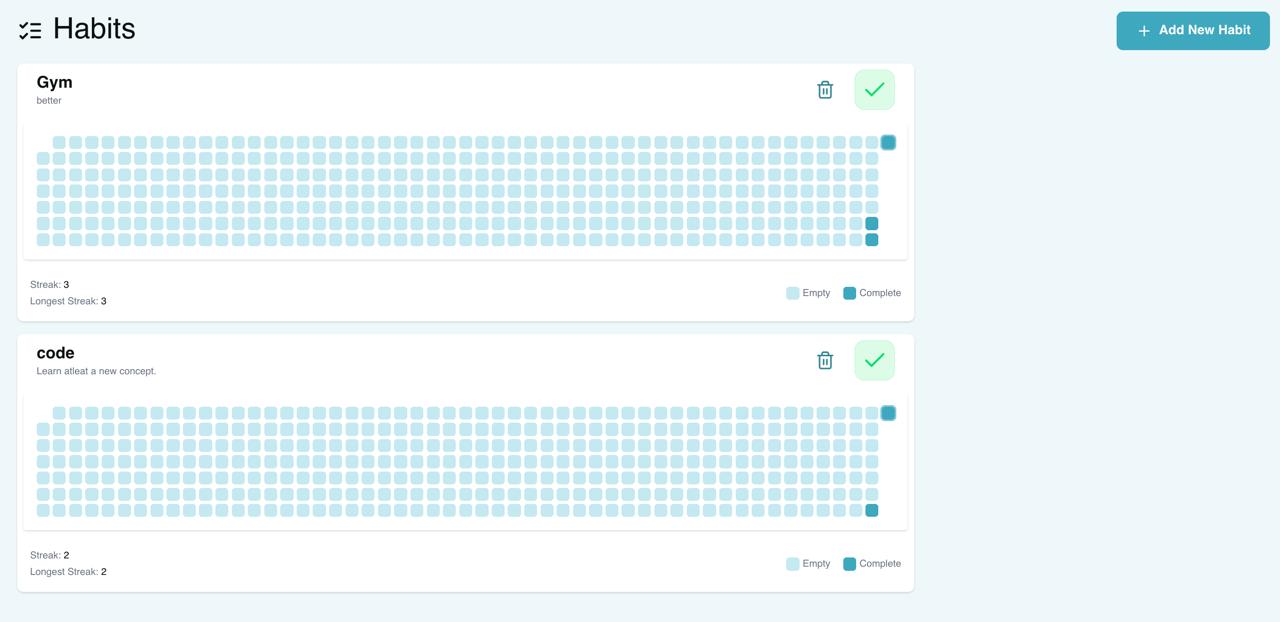 Habits
Add New Habit
Gym
better
Streak: 3
Longest Streak: 3
Empty
Complete
code
Learn atleat a new concept.
Streak: 2
Longest Streak: 2
Empty
Complete